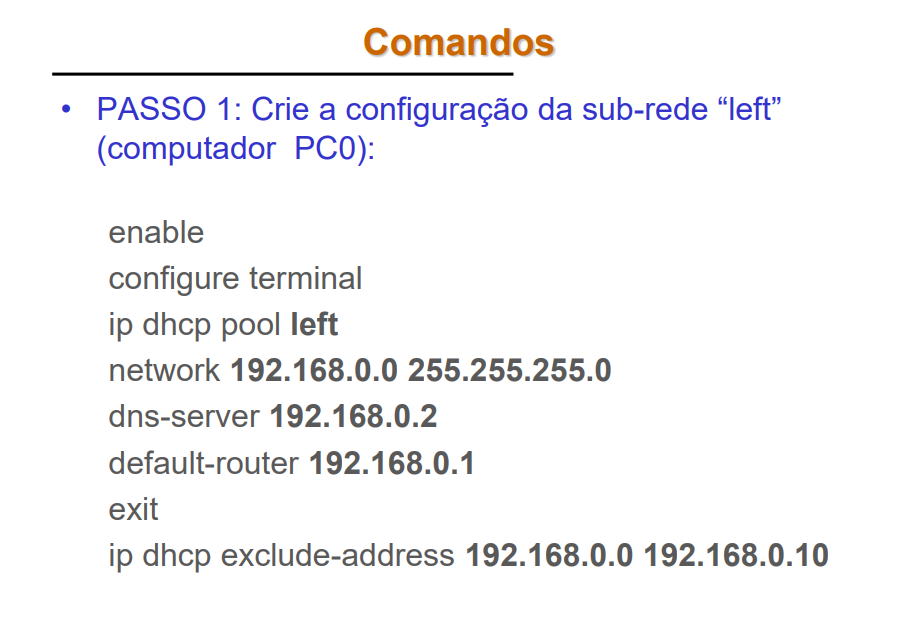 Comandos
• PASSO 1: Crie a configuração da sub-rede “left”
(computador PC0):
enable
configure terminal
ip dhcp pool left
network 192.168.0.0 255.255.255.0
dns-server 192.168.0.2
default-router 192.168.0.1
exit
ip dhcp exclude-address 192.168.0.0 192.168.0.10